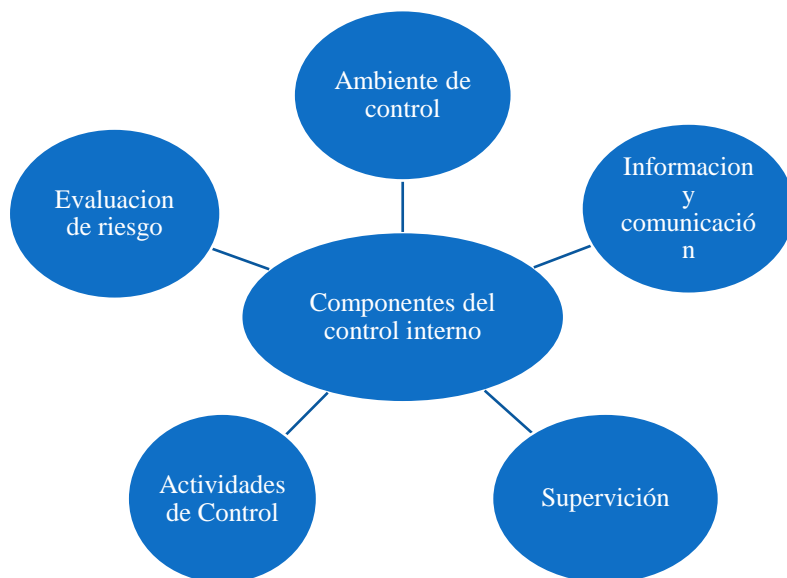 Ambiente de
control
Informacion
y
comunicació
n
Evaluacion
de riesgo
Componentes del
control interno
Actividades
de Control
Supervición